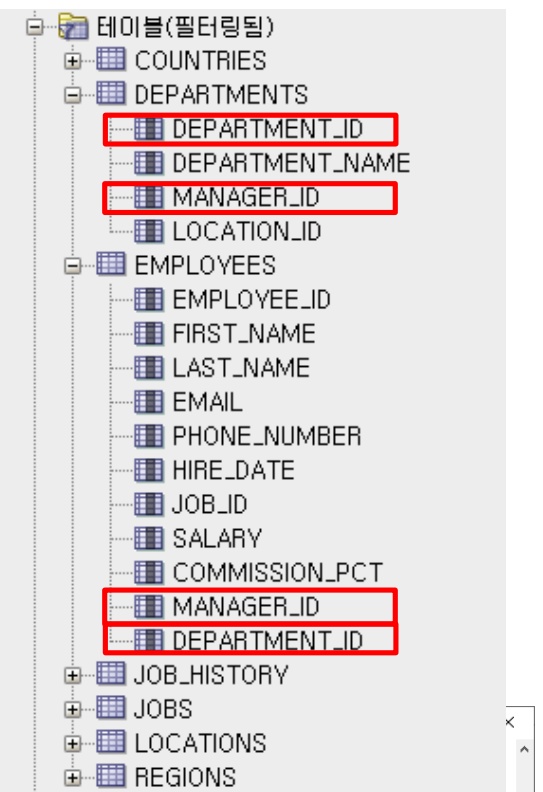 테이블(필터링됨)
COUNTRIES
DEPARTMENTS
DEPARTMENT_ID
DEPARTMENT_NAME
MANAGER_ID
LOCATION_ID
EMPLOYEES
EMPLOYEE_ID
FIRST_NAME
LAST_NAME
EMAIL
PHONE_NUMBER
HIRE_DATE
JOB_ID
SALARY
COMMISSION_PCT
MANAGER_ID
DEPARTMENT_ID
JOB_HISTORY
JOBS
LOCATIONS
REGIONS